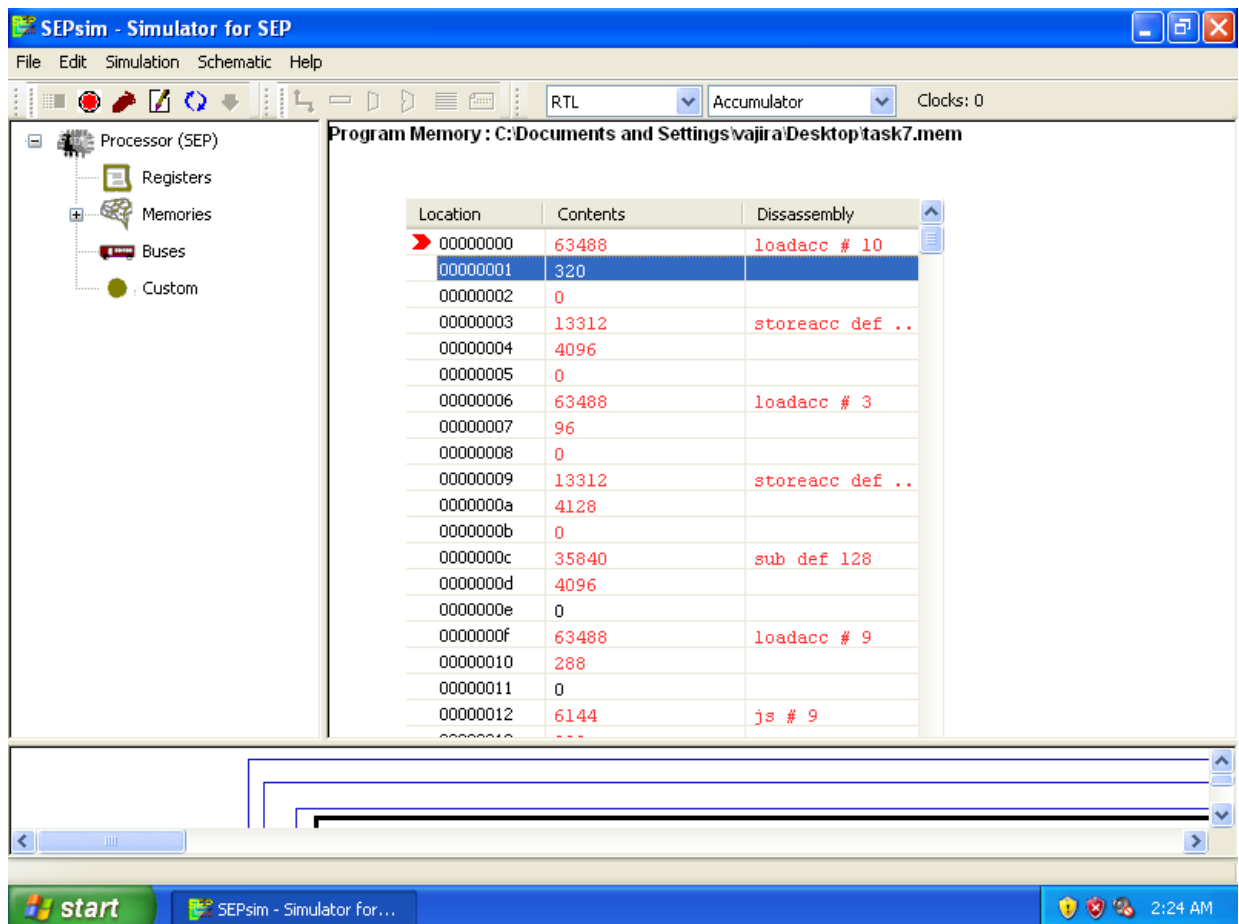 SEPsim - Simulator for SEP
File Edit Simulation Schematic Help
RTL Accumulator Clocks: 0
Processor (SEP)
Registers
Memories
Buses
Custom
Program Memory : C:\Documents and Settings\vajira\Desktop\task7.mem
Location Contents Dissassembly
00000000 63488 loadacc # 10
00000001 320
00000002 0
00000003 13312 storeacc def ..
00000004 4096
00000005 0
00000006 63488 loadacc # 3
00000007 96
00000008 0
00000009 13312 storeacc def ..
0000000a 4128
0000000b 0
0000000c 35840 sub def 128
0000000d 4096
0000000e 0
0000000f 63488 loadacc # 9
00000010 288
00000011 0
00000012 6144 js # 9
start SEPsim - Simulator for... 2:24 AM